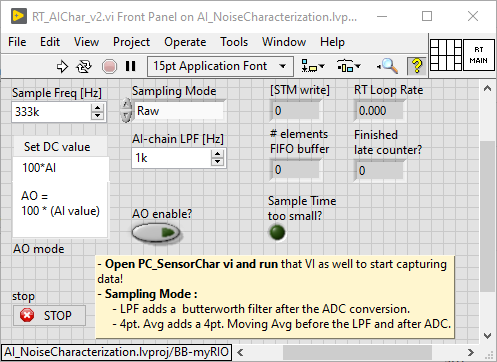 RT_AIChar_v2.vi Front Panel on AI_NoiseCharacterization.lvpro...
File Edit View Project Operate Tools Window Help
15pt Application Font
RT
MAIN
Sample Freq [Hz]
333k
Sampling Mode
Raw
[STM write]
0
RT Loop Rate
0.000
Set DC value
100*AI
AO =
100 * (AI value)
AO mode
AI-chain LPF [Hz]
1k
# elements
FIFO buffer
0
Finished
late counter?
0
AO enable?
Sample Time
too small?
- Open PC_SensorChar vi and run that VI as well to start capturing
data!
- Sampling Mode :
- LPF adds a butterworth filter after the ADC conversion.
- 4pt. Avg adds a 4pt. Moving Avg before the LPF and after ADC.
stop
STOP
AI_NoiseCharacterization.lvproj/BB-myRIO